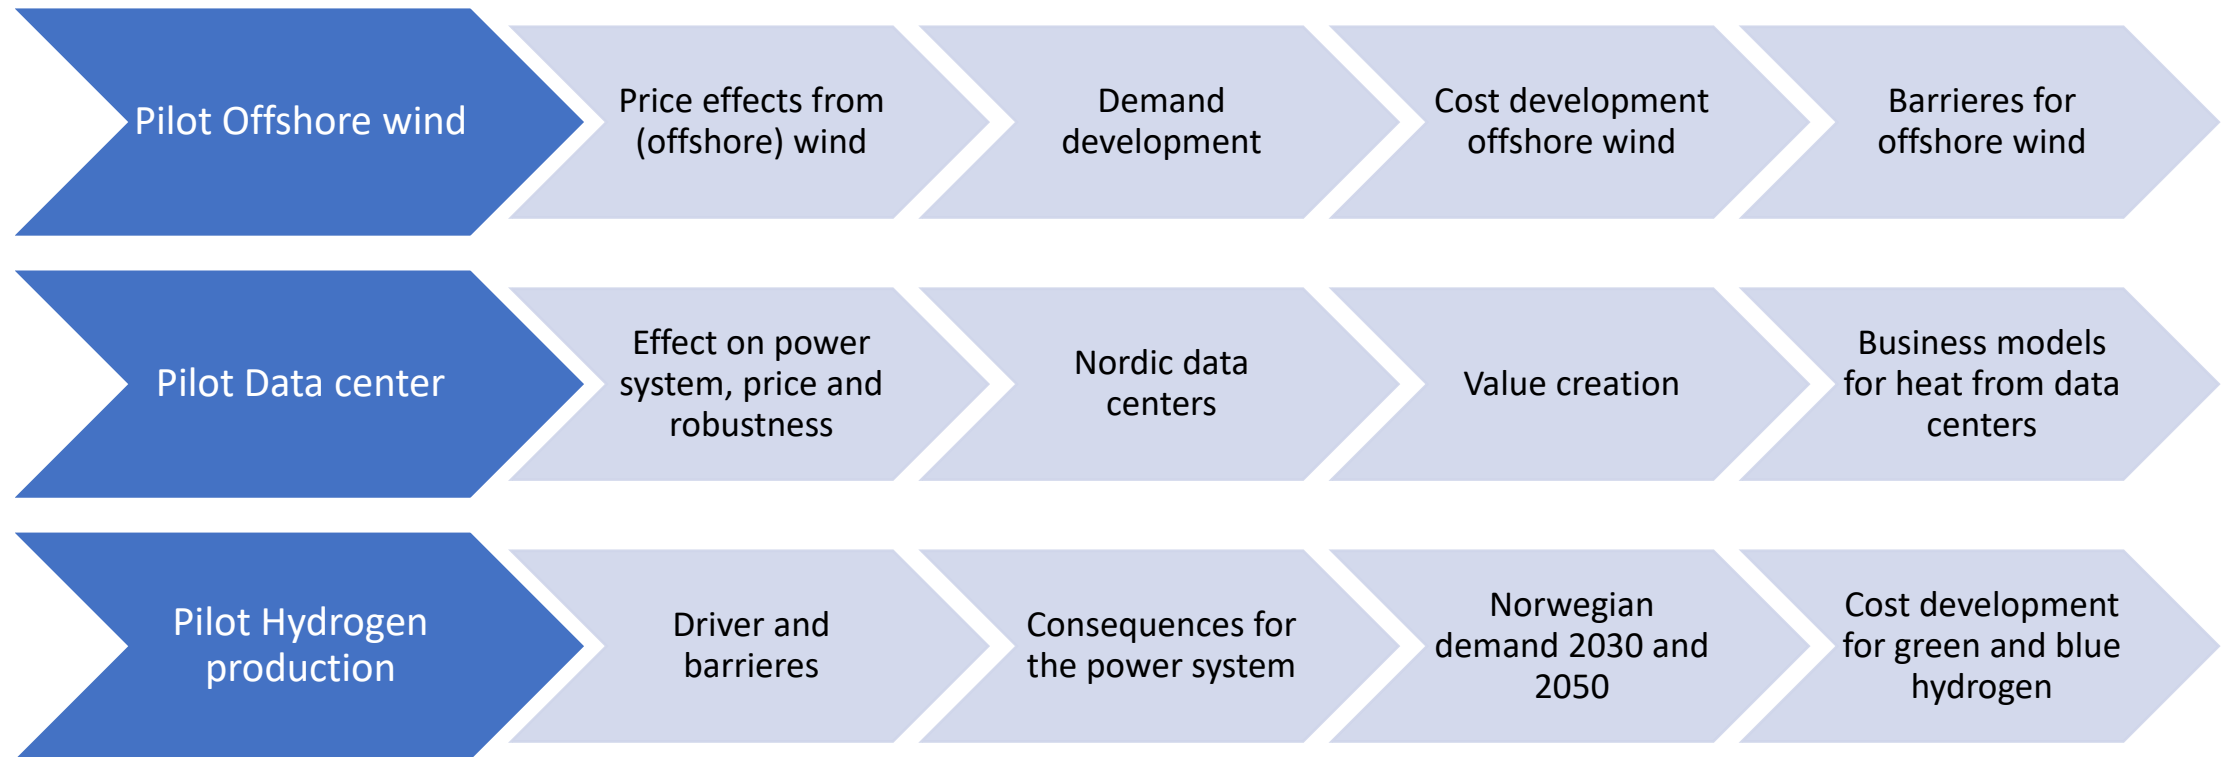 Pilot Offshore wind
Price effects from
(offshore) wind
Demand
development
Cost development
offshore wind
Barrieres for
offshore wind
Pilot Data center
Effect on power
system, price and
robustness
Nordic data
centers
Value creation
Business models
for heat from data
centers
Pilot Hydrogen
production
Driver and
barrieres
Consequences for
the power system
Norwegian
demand 2030 and
2050
Cost development
for green and blue
hydrogen